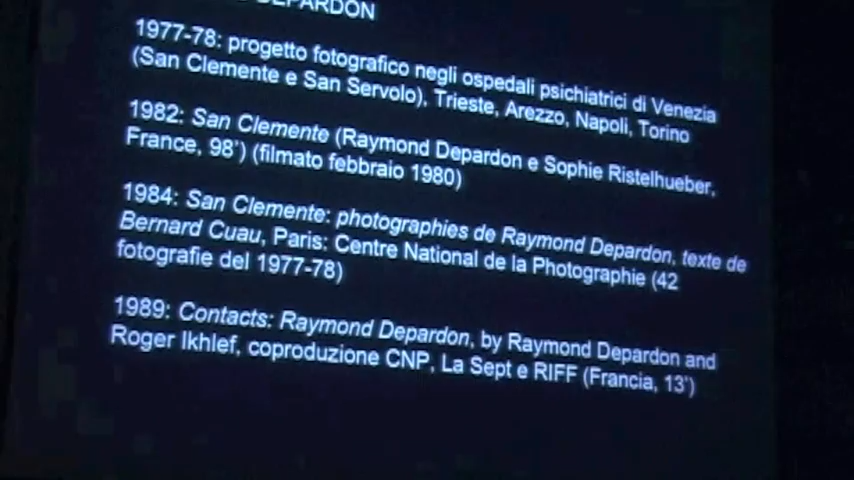 DEPARDON
1977-78: progetto fotografico negli ospedali psichiatrici di Venezia
(San Clemente e San Servolo), Trieste, Arezzo, Napoli, Torino
1982: San Clemente (Raymond Depardon e Sophie Ristelhueber,
France, 98') (filmato febbraio 1980)
1984: San Clemente: photographies de Raymond Depardon, texte de
Bernard Cuau, Paris: Centre National de la Photographie (42
fotografie del 1977-78)
1989: Contacts: Raymond Depardon, by Raymond Depardon and
Roger Ikhlef, coproduzione CNP, La Sept e RIFF (Francia, 13')